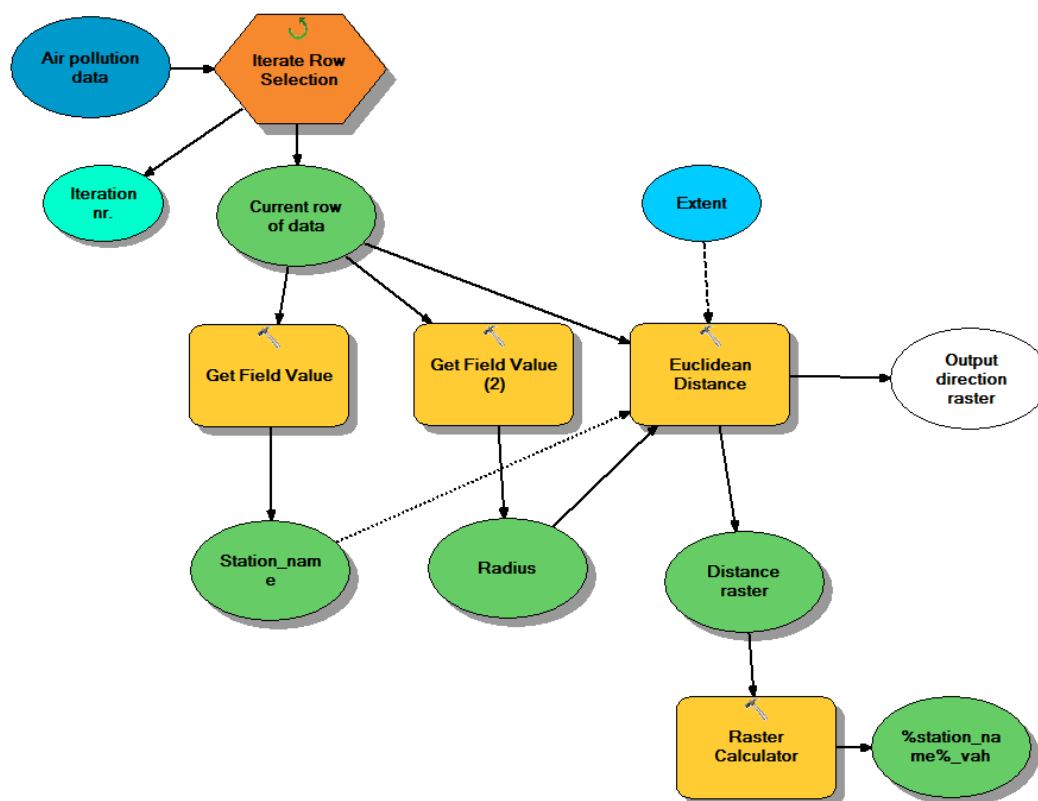 Air pollution
data
Iterate Row
Selection
Iteration
nr.
Current row
of data
Extent
Get Field Value
Get Field Value
(2)
Euclidean
Distance
Output
direction
raster
Station_nam
e
Radius
Distance
raster
Raster
Calculator
%station_na
me%_vah